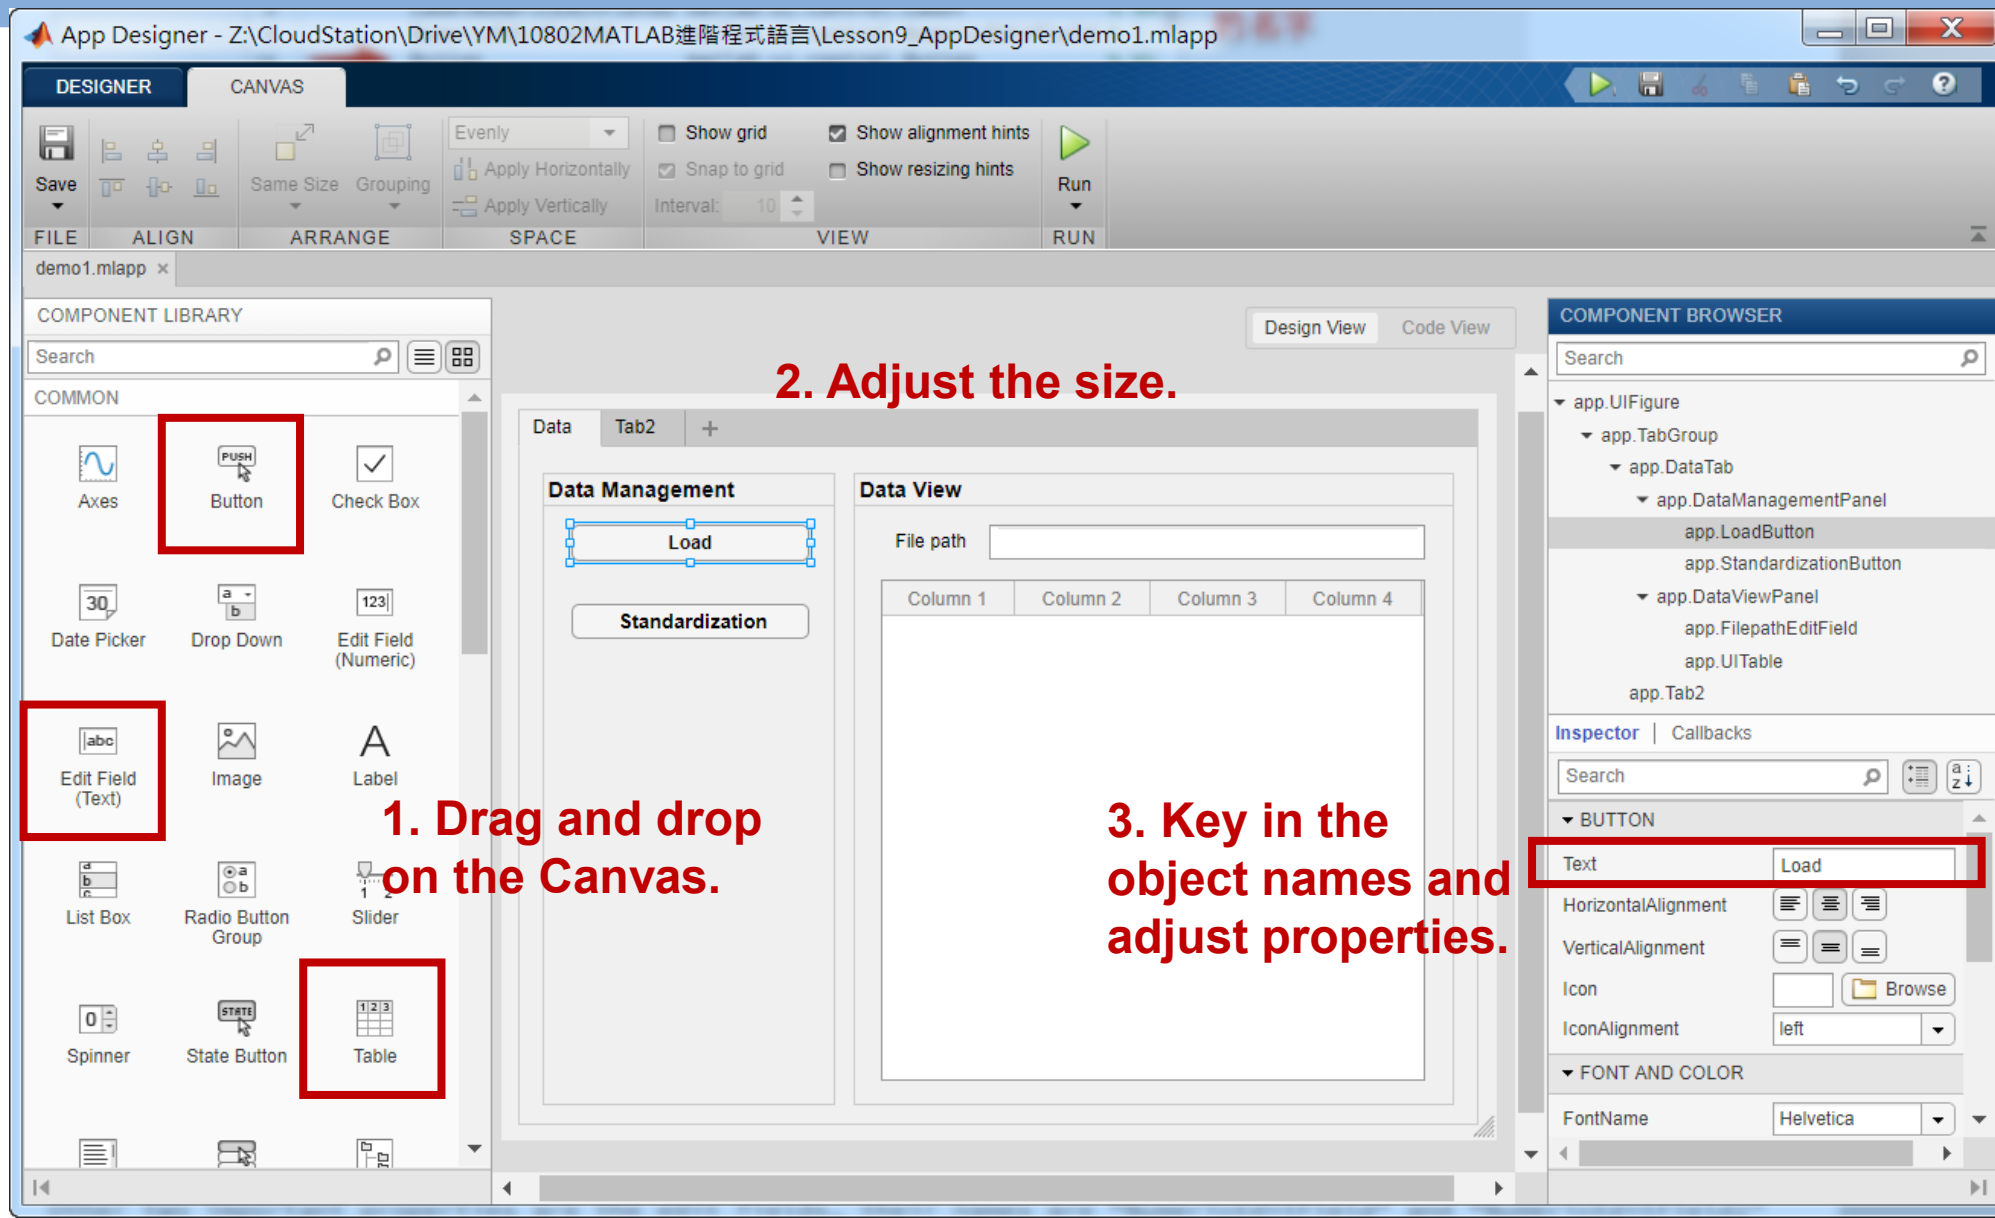 App Designer - Z:\CloudStation\Drive\YM\10802MATLAB進階程式語言\Lesson9_AppDesigner\demo1.mlapp
DESIGNER CANVAS
Evenly Show grid Show alignment hints
Apply Horizontally Snap to grid Show resizing hints
Save Same Size Grouping Apply Vertically Interval: 10 Run
FILE ALIGN ARRANGE SPACE VIEW RUN
demo1.mlapp ×
COMPONENT LIBRARY
Search
COMMON
PUSH
Axes Button Check Box
30 a b 123
Date Picker Drop Down Edit Field
(Numeric)
abc A
Edit Field
(Text)
Image Label
a
b
c
a
b
1 2
List Box Radio Button
Group
Slider
0 STATE 1 2 3
Spinner State Button Table
1. Drag and drop
on the Canvas.
Design View Code View
2. Adjust the size.
Data Tab2 +
Data Management
Load
Standardization
Data View
File path
Column 1 Column 2 Column 3 Column 4
3. Key in the
object names and
adjust properties.
COMPONENT BROWSER
Search
app.UIFigure
app.TabGroup
app.DataTab
app.DataManagementPanel
app.LoadButton
app.StandardizationButton
app.DataViewPanel
app.FilepathEditField
app.UITable
app.Tab2
Inspector | Callbacks
Search a z
BUTTON
Text Load
HorizontalAlignment
VerticalAlignment
Icon Browse
IconAlignment left
FONT AND COLOR
FontName Helvetica